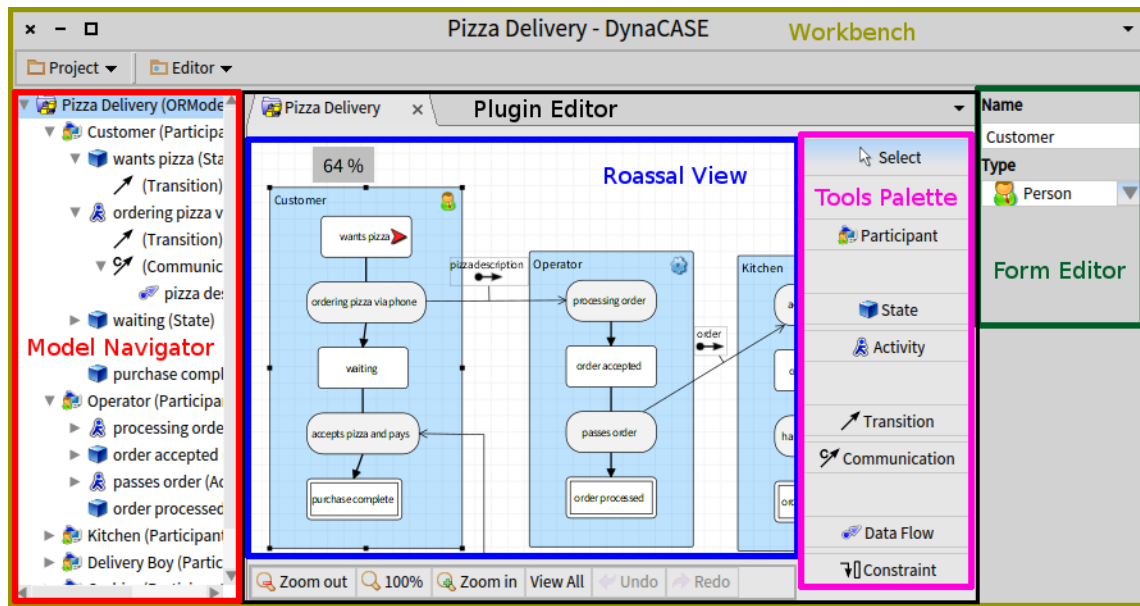 Pizza Delivery - DynaCASE
Workbench
Project
Editor
Pizza Delivery (ORMode
Customer (Participa
wants pizza (Sta
(Transition)
ordering pizza v
(Transition)
(Communic
pizza des
waiting (State)
Model Navigator
purchase compl
Operator (Participa
processing orde
order accepted
passes order (Ac
order processed
Kitchen (Participant
Delivery Boy (Partic
Pizza Delivery
x
Plugin Editor
64 %
Roassal View
Customer
wants pizza
ordering pizza via phone
waiting
accepts pizza and pays
purchase complete
pizza description
Operator
processing order
order accepted
passes order
order processed
order
Kitchen
Zoom out
100%
Zoom in
View All
Undo
Redo
Select
Tools Palette
Participant
State
Activity
Transition
Communication
Data Flow
Constraint
Name
Customer
Type
Person
Form Editor